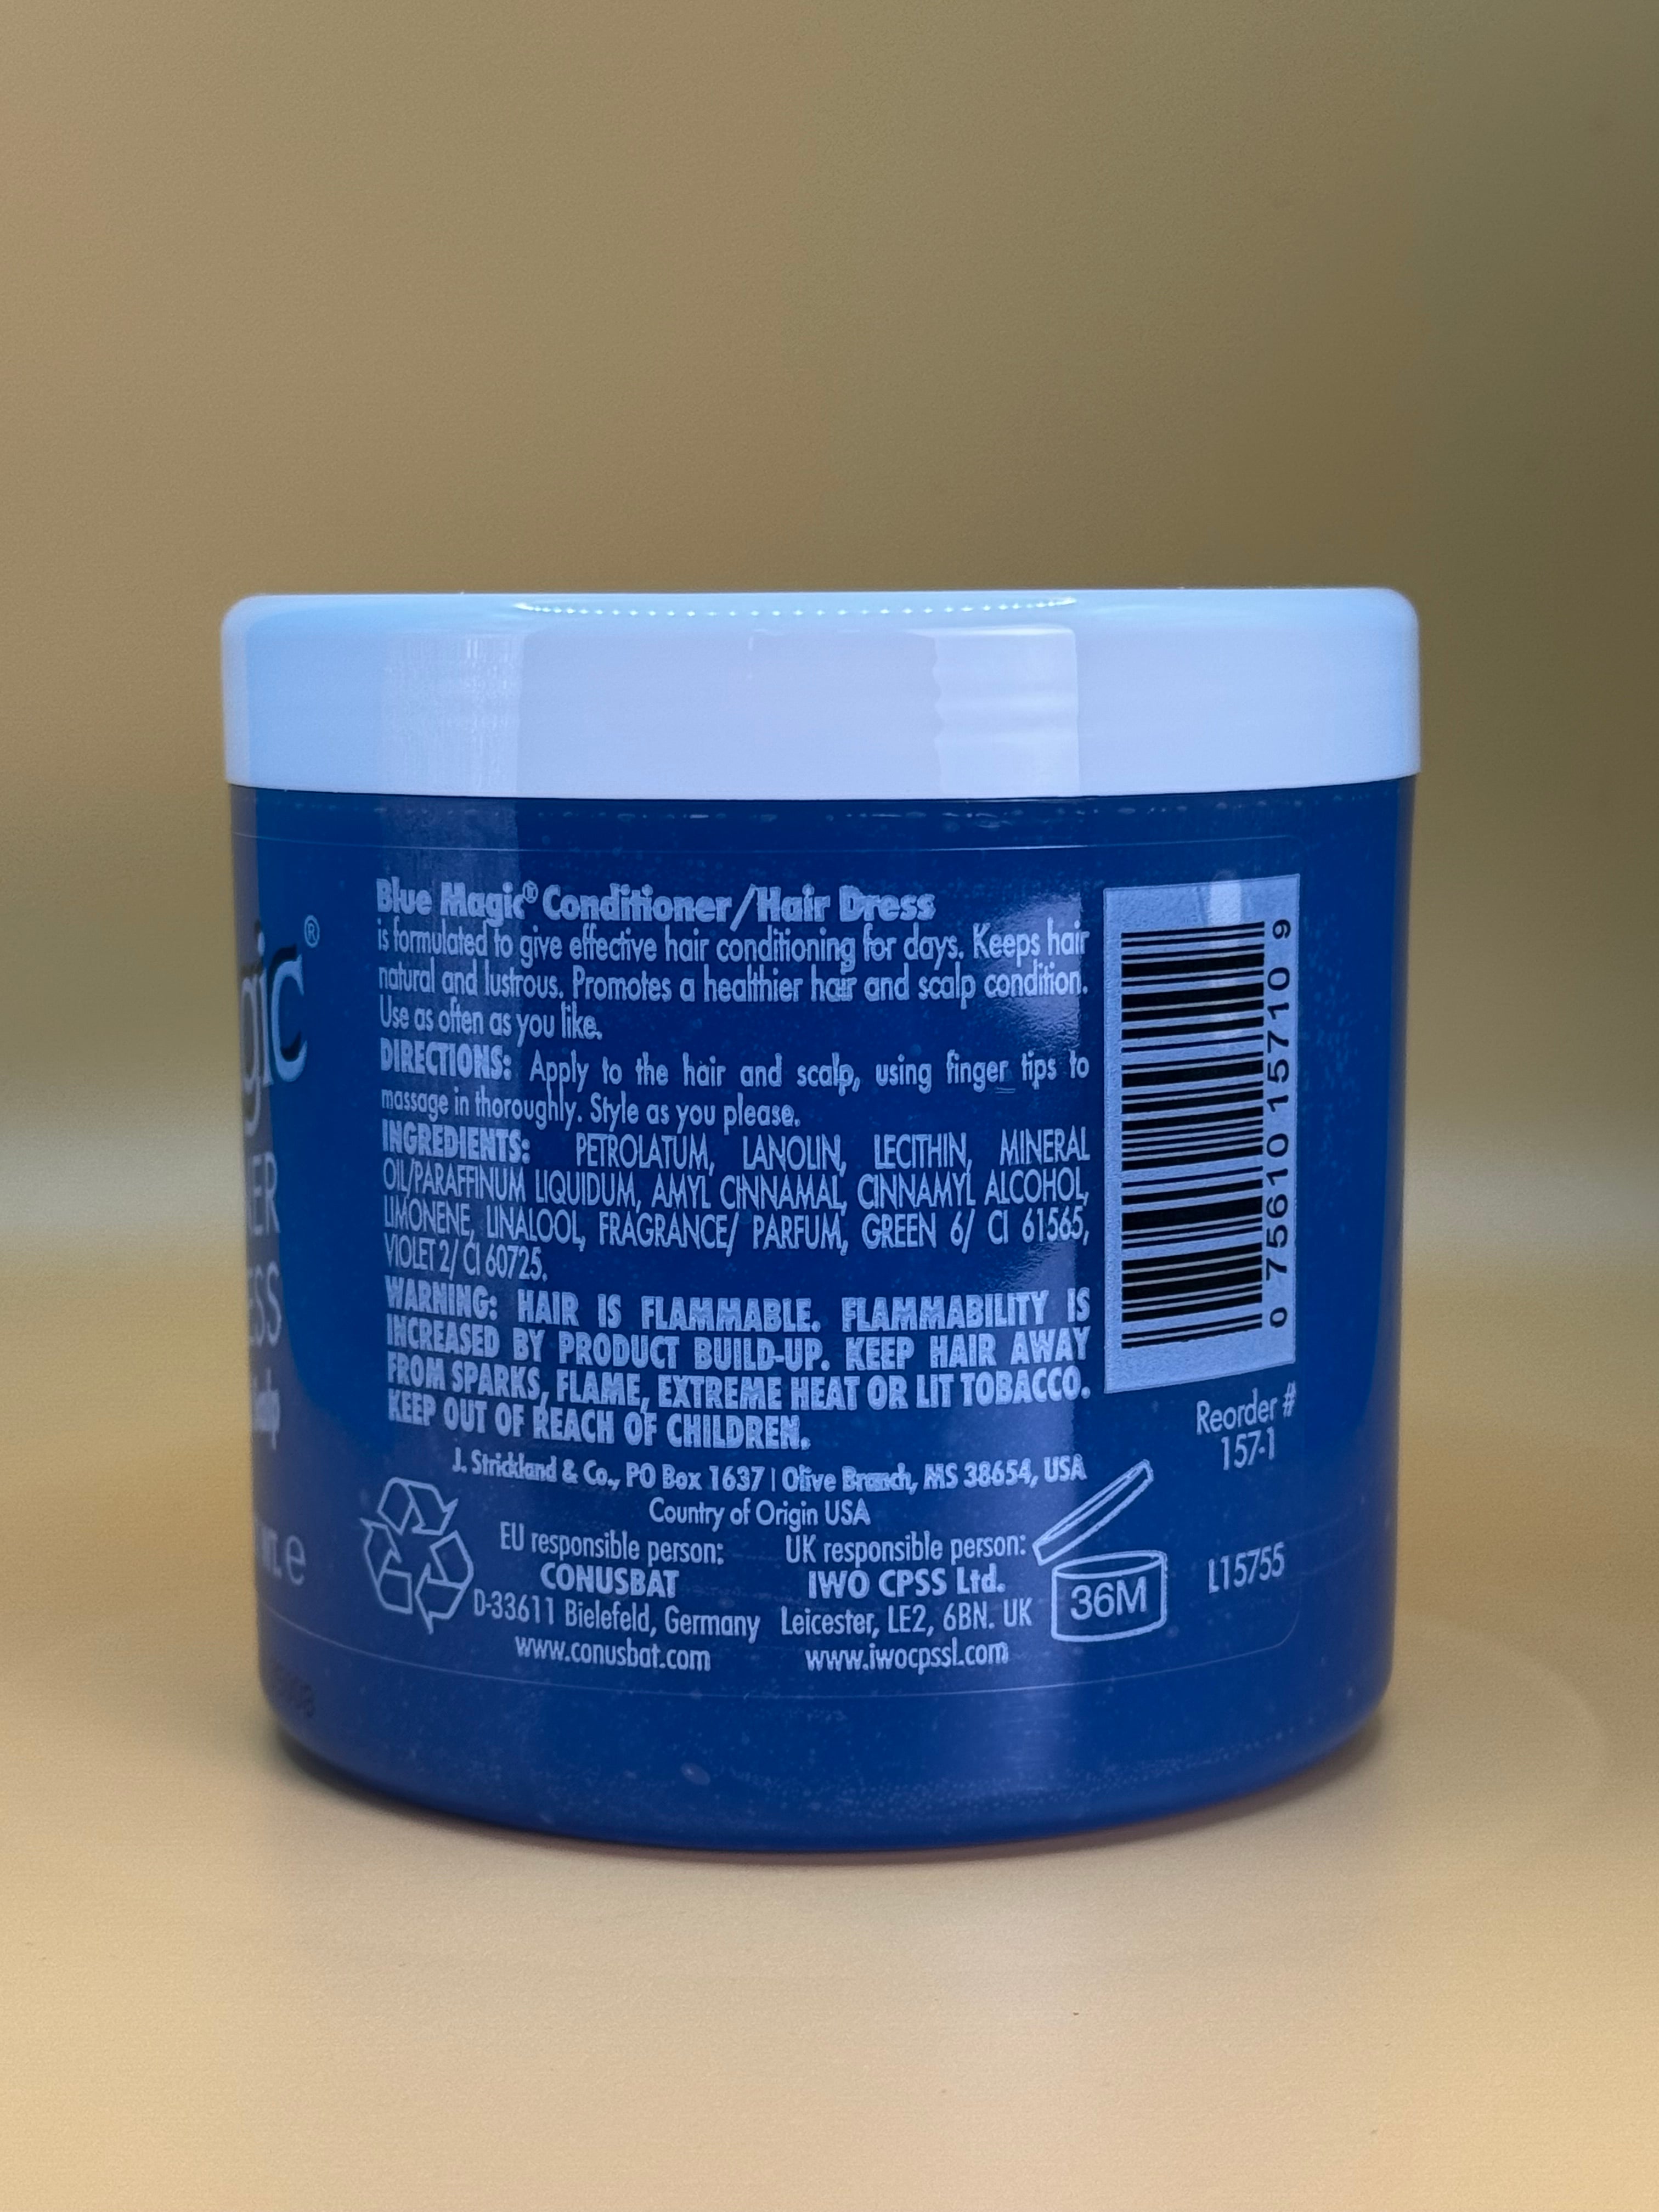 gic®
ER
ESS
WT. e
Blue Magic® Conditioner/Hair Dress
is formulated to give effective hair conditioning for days. Keeps hair
natural and lustrous. Promotes a healthier hair and scalp condition.
Use as often as you like.
DIRECTIONS: Apply to the hair and scalp, using finger tips to
massage in thoroughly. Style as you please.
INGREDIENTS: PETROLATUM, LANOLIN, LECITHIN, MINERAL
OIL/PARAFFINUM LIQUIDUM, AMYL CINNAMAL, CINNAMYL ALCOHOL,
LIMONENE, LINALOOL, FRAGRANCE/ PARFUM, GREEN 6/ CI 61565,
VIOLET 2/ CI 60725.
WARNING: HAIR IS FLAMMABLE. FLAMMABILITY IS
INCREASED BY PRODUCT BUILD-UP. KEEP HAIR AWAY
FROM SPARKS, FLAME, EXTREME HEAT OR LIT TOBACCO.
KEEP OUT OF REACH OF CHILDREN.
J. Strickland & Co., PO Box 1637 | Olive Branch, MS 38654, USA
Country of Origin USA
EU responsible person:
CONUSBAT
D-33611 Bielefeld, Germany
www.conusbat.com
UK responsible person:
IWO CPSS Ltd.
Leicester, LE2, 6BN. UK
www.iwocpssl.com
36M
0 75610 15710 9
Reorder #
157-1
L15755